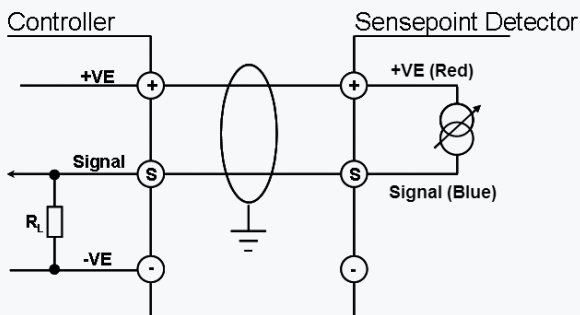 Controller
Sensepoint Detector
+VE
+
+
+VE (Red)
Signal
S
S
Signal (Blue)
RL
-VE
-
-